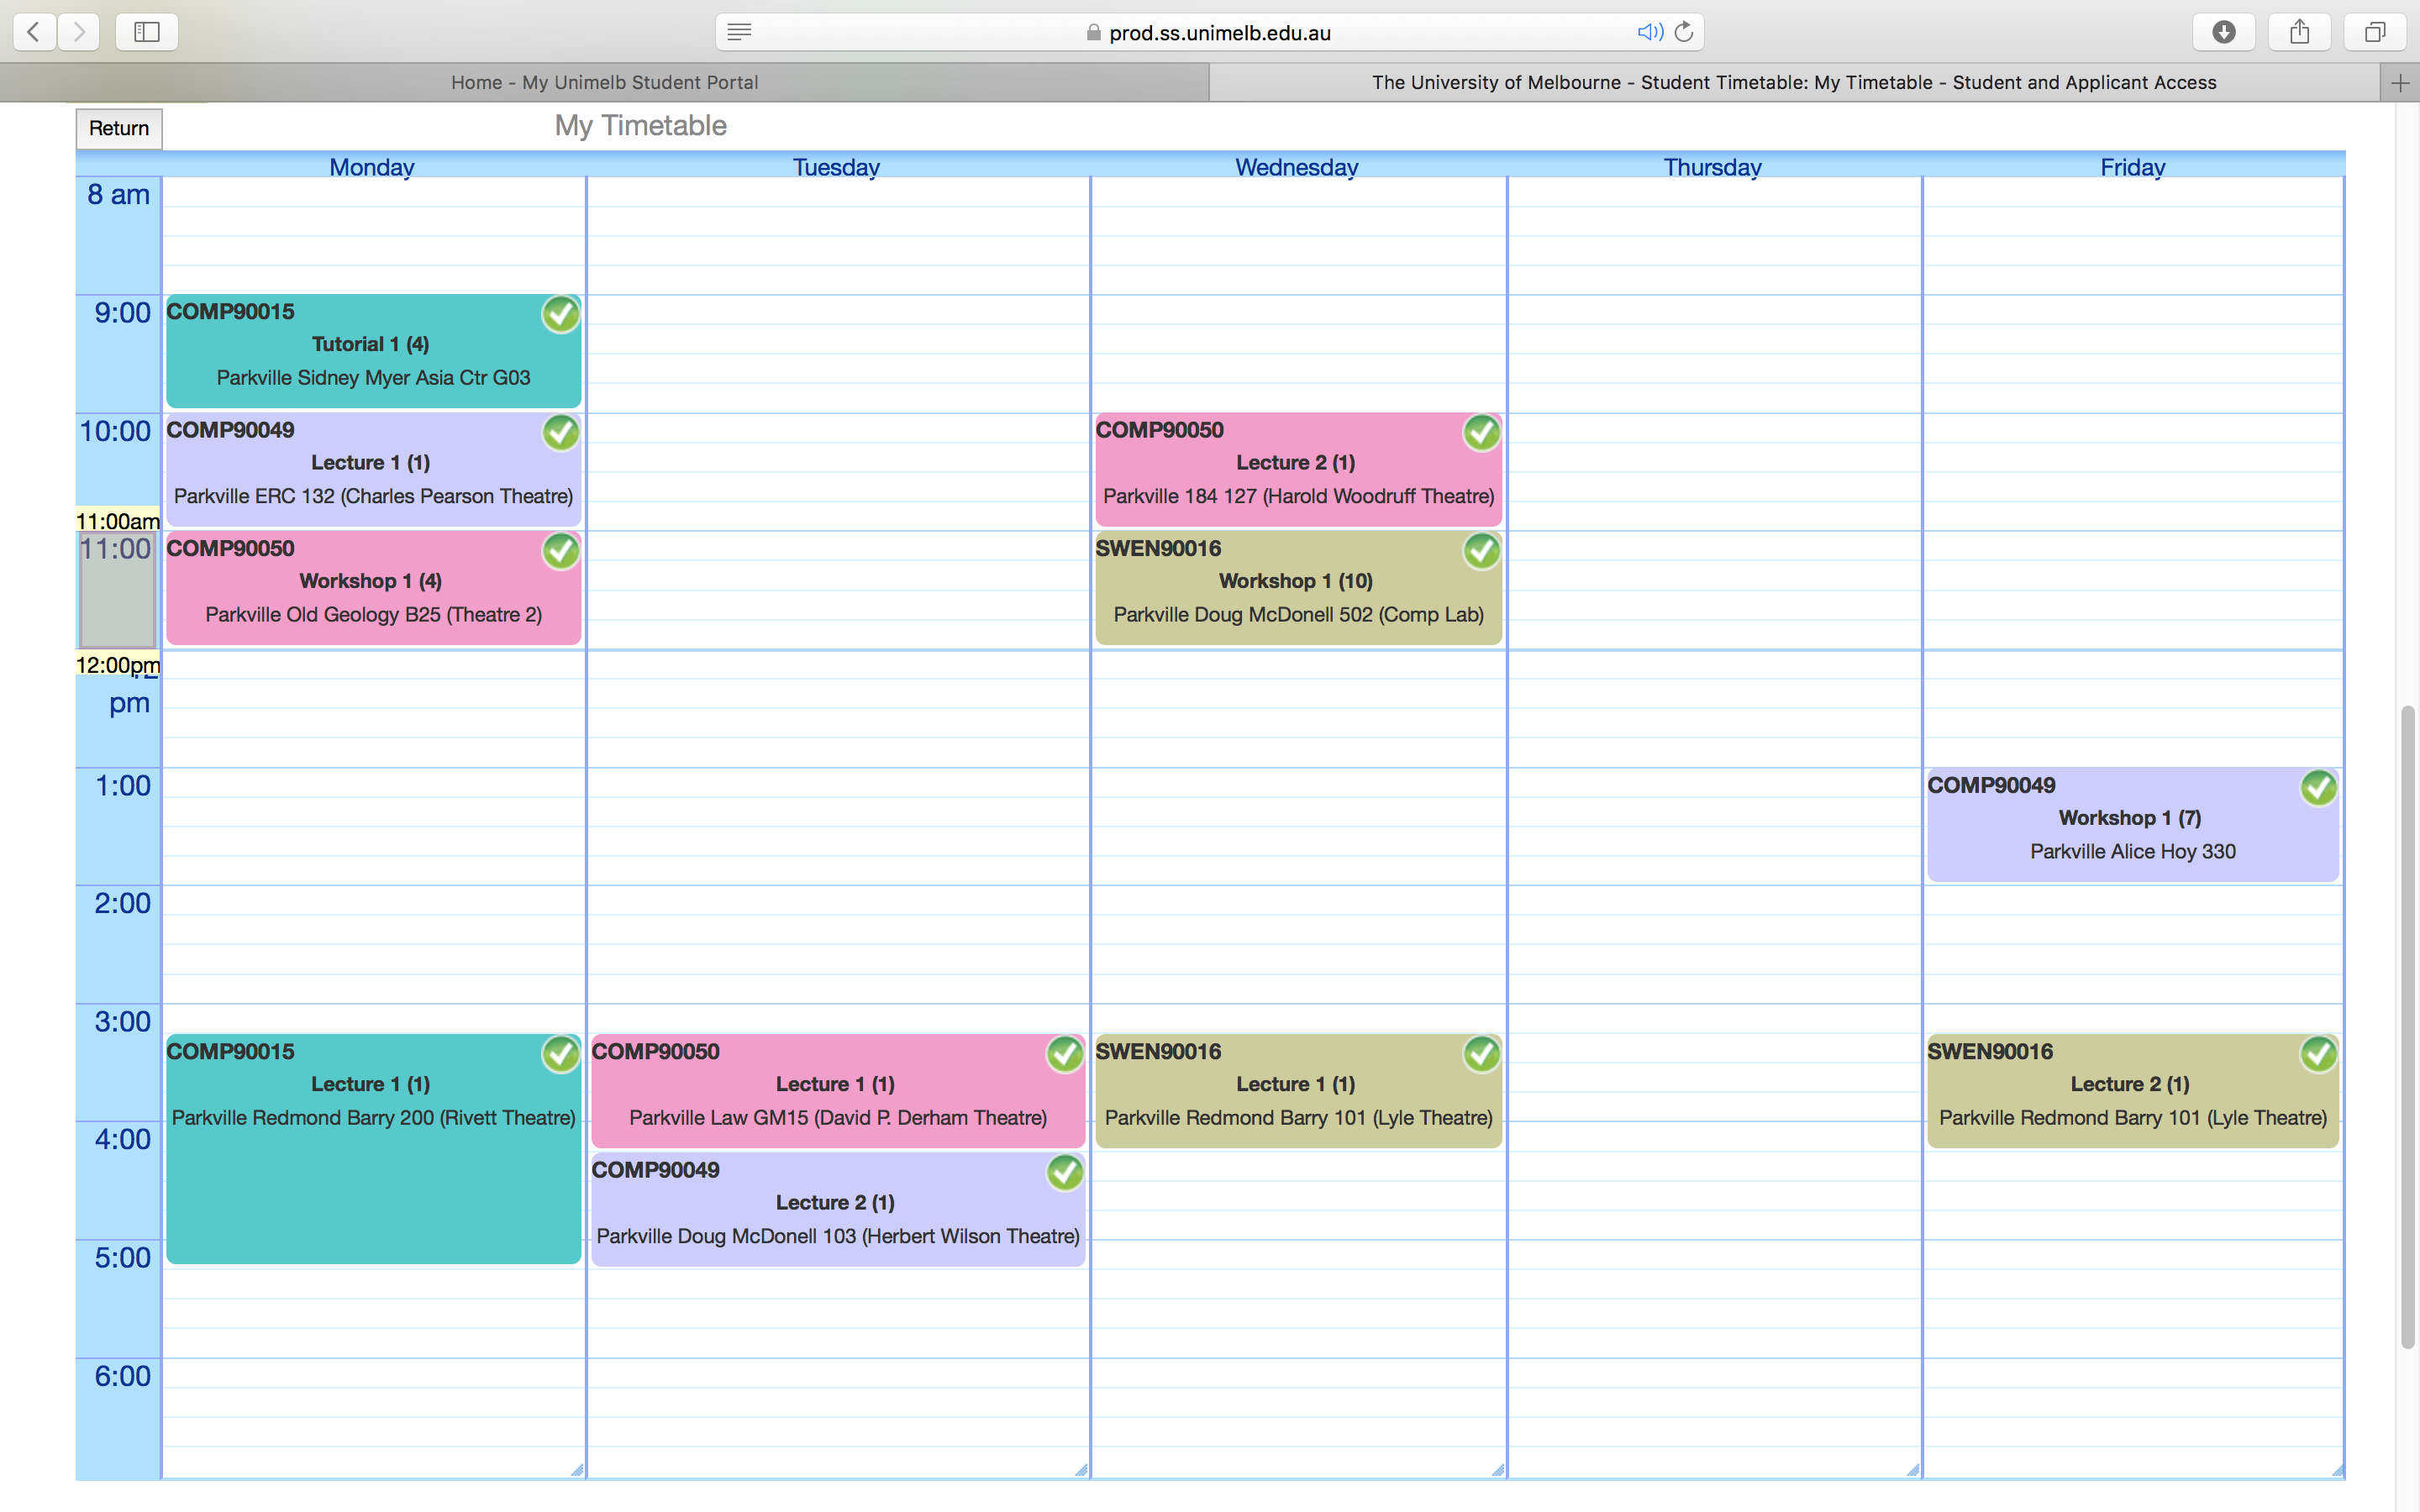 prod.ss.unimelb.edu.au
Home - My Unimelb Student Portal
The University of Melbourne - Student Timetable: My Timetable - Student and Applicant Access
Return
My Timetable
Monday
Tuesday
Wednesday
Thursday
Friday
8 am
9:00
COMP90015
Tutorial 1 (4)
Parkville Sidney Myer Asia Ctr G03
10:00
COMP90049
Lecture 1 (1)
Parkville ERC 132 (Charles Pearson Theatre)
COMP90050
Lecture 2 (1)
Parkville 184 127 (Harold Woodruff Theatre)
11:00am
11:00
COMP90050
Workshop 1 (4)
Parkville Old Geology B25 (Theatre 2)
SWEN90016
Workshop 1 (10)
Parkville Doug McDonell 502 (Comp Lab)
12:00pm
pm
1:00
COMP90049
Workshop 1 (7)
Parkville Alice Hoy 330
2:00
3:00
COMP90015
Lecture 1 (1)
Parkville Redmond Barry 200 (Rivett Theatre)
COMP90050
Lecture 1 (1)
Parkville Law GM15 (David P. Derham Theatre)
SWEN90016
Lecture 1 (1)
Parkville Redmond Barry 101 (Lyle Theatre)
SWEN90016
Lecture 2 (1)
Parkville Redmond Barry 101 (Lyle Theatre)
4:00
COMP90049
Lecture 2 (1)
Parkville Doug McDonell 103 (Herbert Wilson Theatre)
5:00
6:00